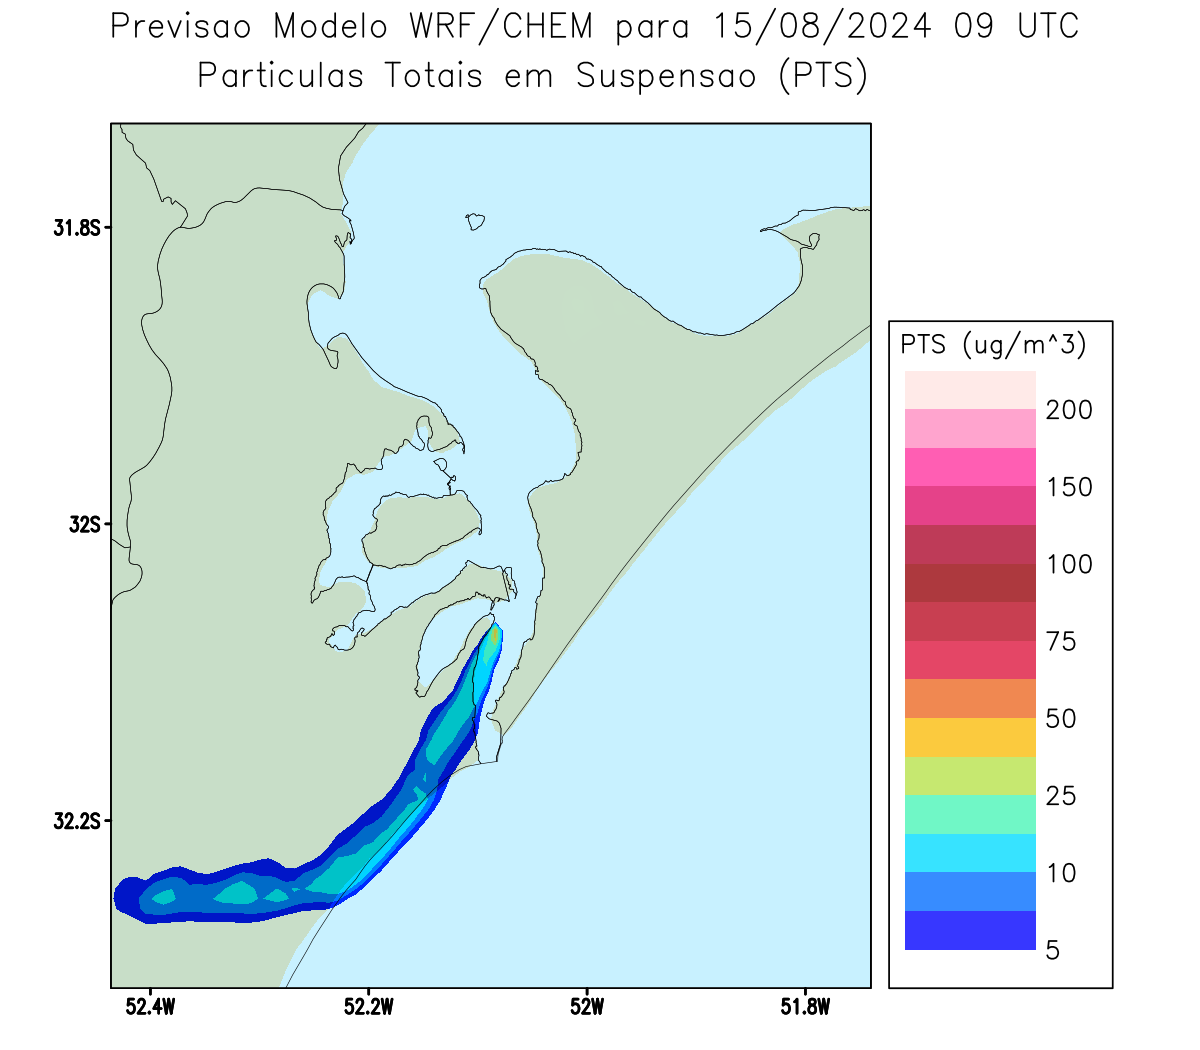 Previsao Modelo WRF/CHEM para 15/08/2024 09 UTC
Particulas Totais em Suspensao (PTS)
31.8S
32S
32.2S
52.4W
52.2W
52W
51.8W
PTS (ug/m^3)
200
150
100
75
50
25
10
5